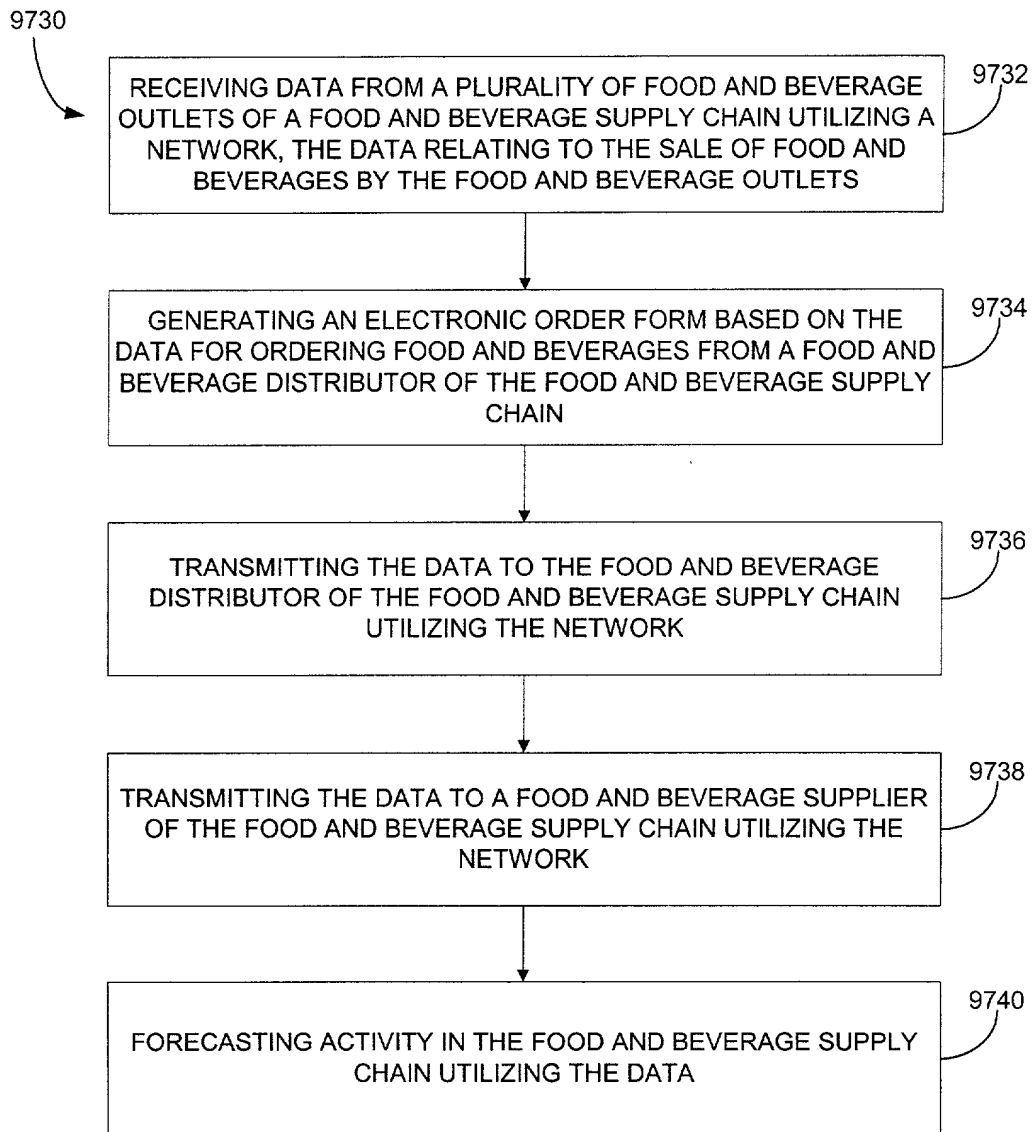 9730
RECEIVING DATA FROM A PLURALITY OF FOOD AND BEVERAGE
OUTLETS OF A FOOD AND BEVERAGE SUPPLY CHAIN UTILIZING A
NETWORK, THE DATA RELATING TO THE SALE OF FOOD AND
BEVERAGES BY THE FOOD AND BEVERAGE OUTLETS
9732
GENERATING AN ELECTRONIC ORDER FORM BASED ON THE
DATA FOR ORDERING FOOD AND BEVERAGES FROM A FOOD AND
BEVERAGE DISTRIBUTOR OF THE FOOD AND BEVERAGE SUPPLY
CHAIN
9734
TRANSMITTING THE DATA TO THE FOOD AND BEVERAGE
DISTRIBUTOR OF THE FOOD AND BEVERAGE SUPPLY CHAIN
UTILIZING THE NETWORK
9736
TRANSMITTING THE DATA TO A FOOD AND BEVERAGE SUPPLIER
OF THE FOOD AND BEVERAGE SUPPLY CHAIN UTILIZING THE
NETWORK
9738
FORECASTING ACTIVITY IN THE FOOD AND BEVERAGE SUPPLY
CHAIN UTILIZING THE DATA
9740